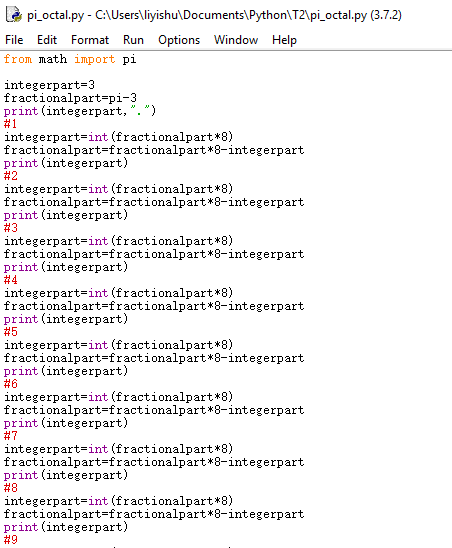 pi_octal.py - C:\Users\liyishu\Documents\Python\T2\pi_octal.py (3.7.2)
File Edit Format Run Options Window Help
from math import pi

integerpart=3
fractionalpart=pi-3
print(integerpart,".")
#1
integerpart=int(fractionalpart*8)
fractionalpart=fractionalpart*8-integerpart
print(integerpart)
#2
integerpart=int(fractionalpart*8)
fractionalpart=fractionalpart*8-integerpart
print(integerpart)
#3
integerpart=int(fractionalpart*8)
fractionalpart=fractionalpart*8-integerpart
print(integerpart)
#4
integerpart=int(fractionalpart*8)
fractionalpart=fractionalpart*8-integerpart
print(integerpart)
#5
integerpart=int(fractionalpart*8)
fractionalpart=fractionalpart*8-integerpart
print(integerpart)
#6
integerpart=int(fractionalpart*8)
fractionalpart=fractionalpart*8-integerpart
print(integerpart)
#7
integerpart=int(fractionalpart*8)
fractionalpart=fractionalpart*8-integerpart
print(integerpart)
#8
integerpart=int(fractionalpart*8)
fractionalpart=fractionalpart*8-integerpart
print(integerpart)
#9